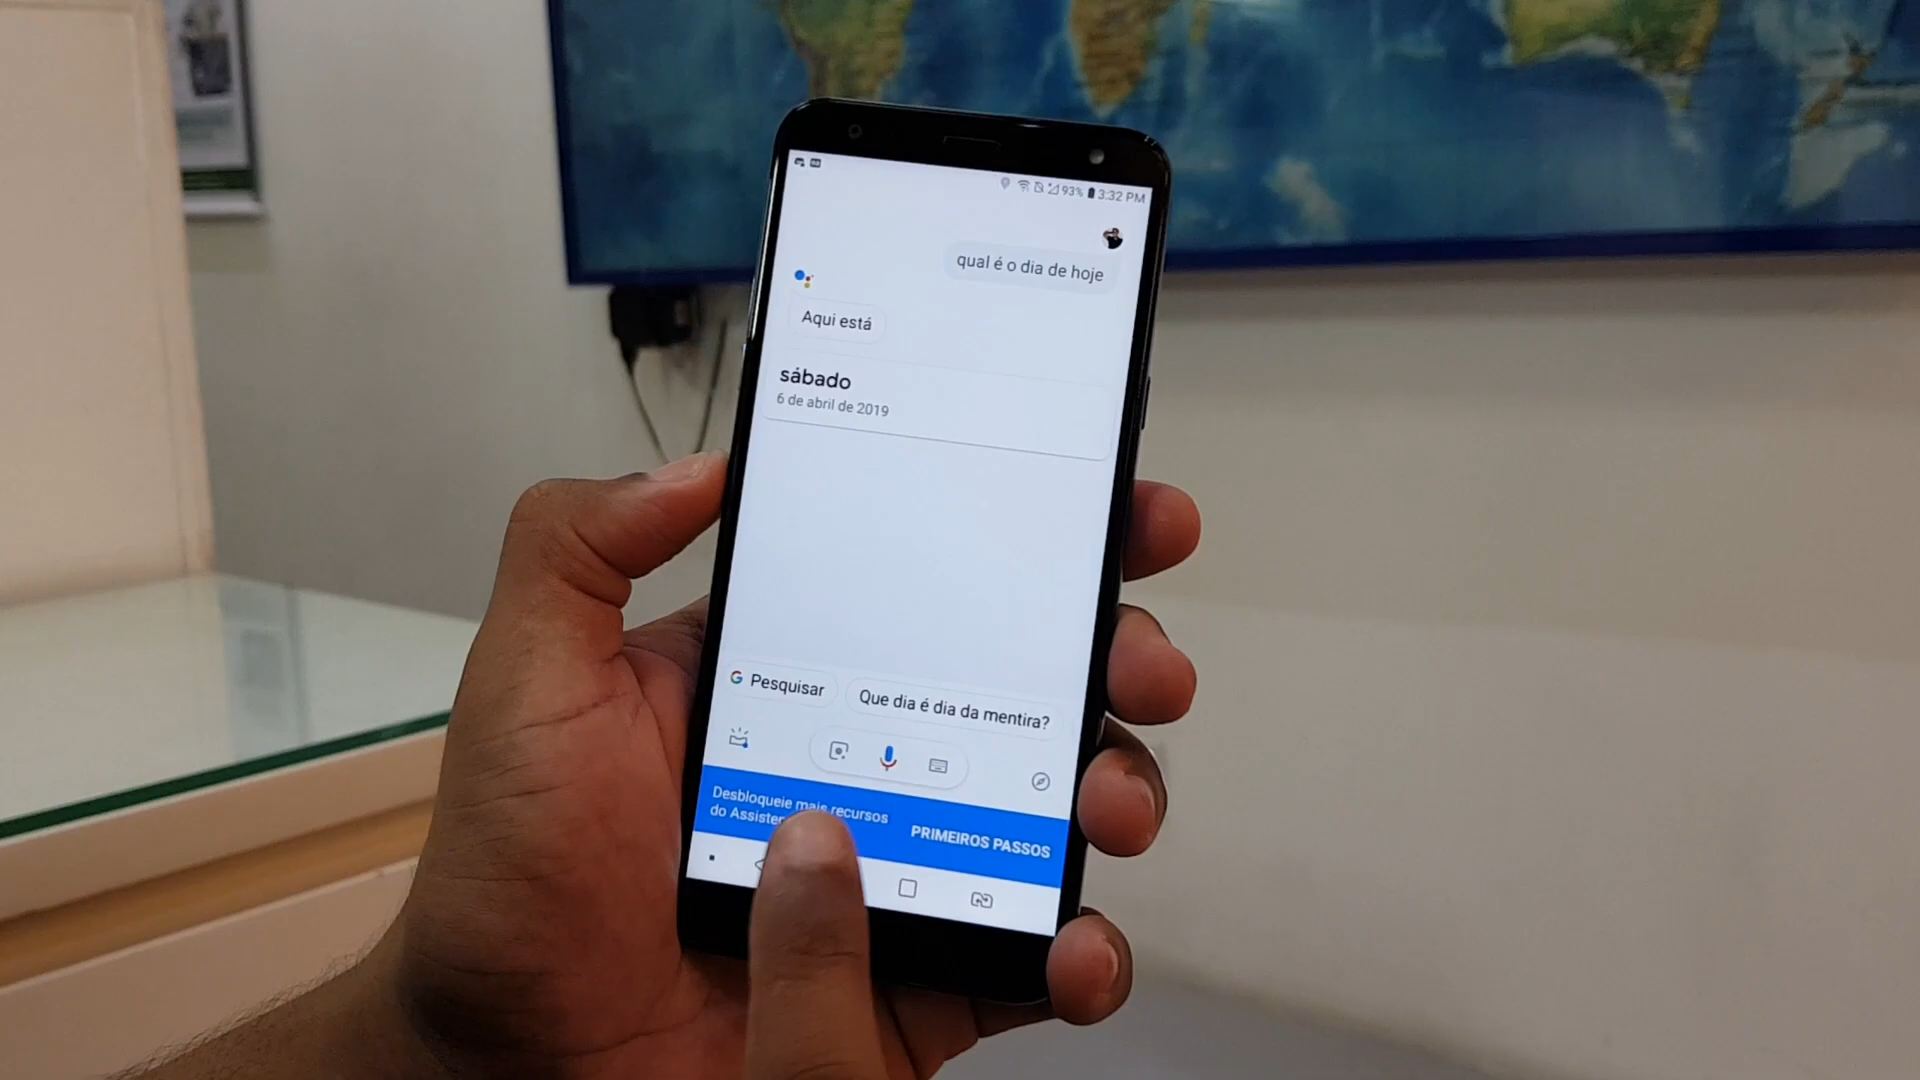 93% 3:32 PM
qual é o dia de hoje
Aqui está
sábado
6 de abril de 2019
G Pesquisar
Que dia é dia da mentira?
Desbloqueie mais recursos
do Assisten
PRIMEIROS PASSOS